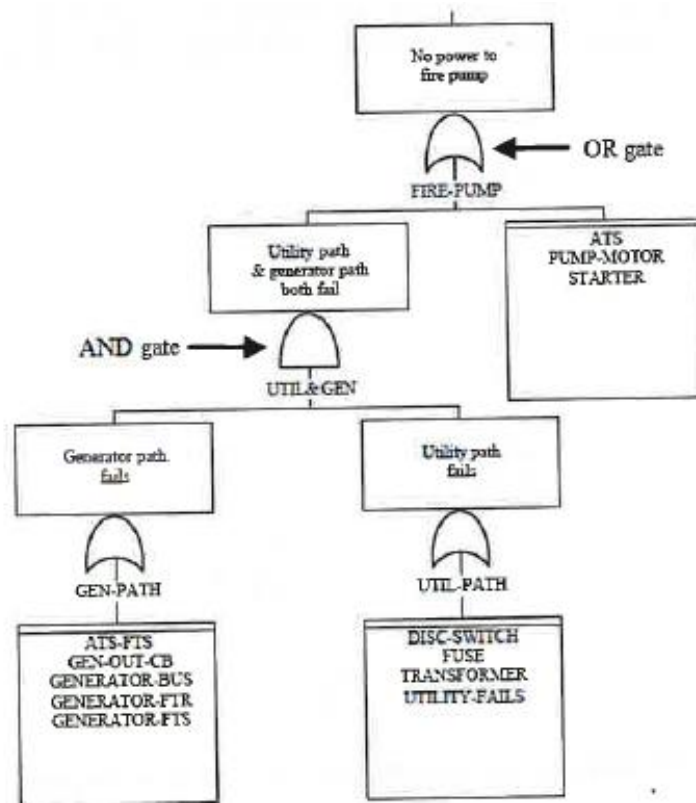 No power to
fire pump
OR gate
FIRE-PUMP
Utility path
& generator path
both fail
ATS
PUMP-MOTOR
STARTER
AND gate
UTIL&GEN
Generator path
fails
Utility path
fails
GEN-PATH
UTIL-PATH
ATS-FTS
GEN-OUT-CB
GENERATOR-BUS
GENERATOR-FTR
GENERATOR-FTS
DISC-SWITCH
FUSE
TRANSFORMER
UTILITY-FAILS